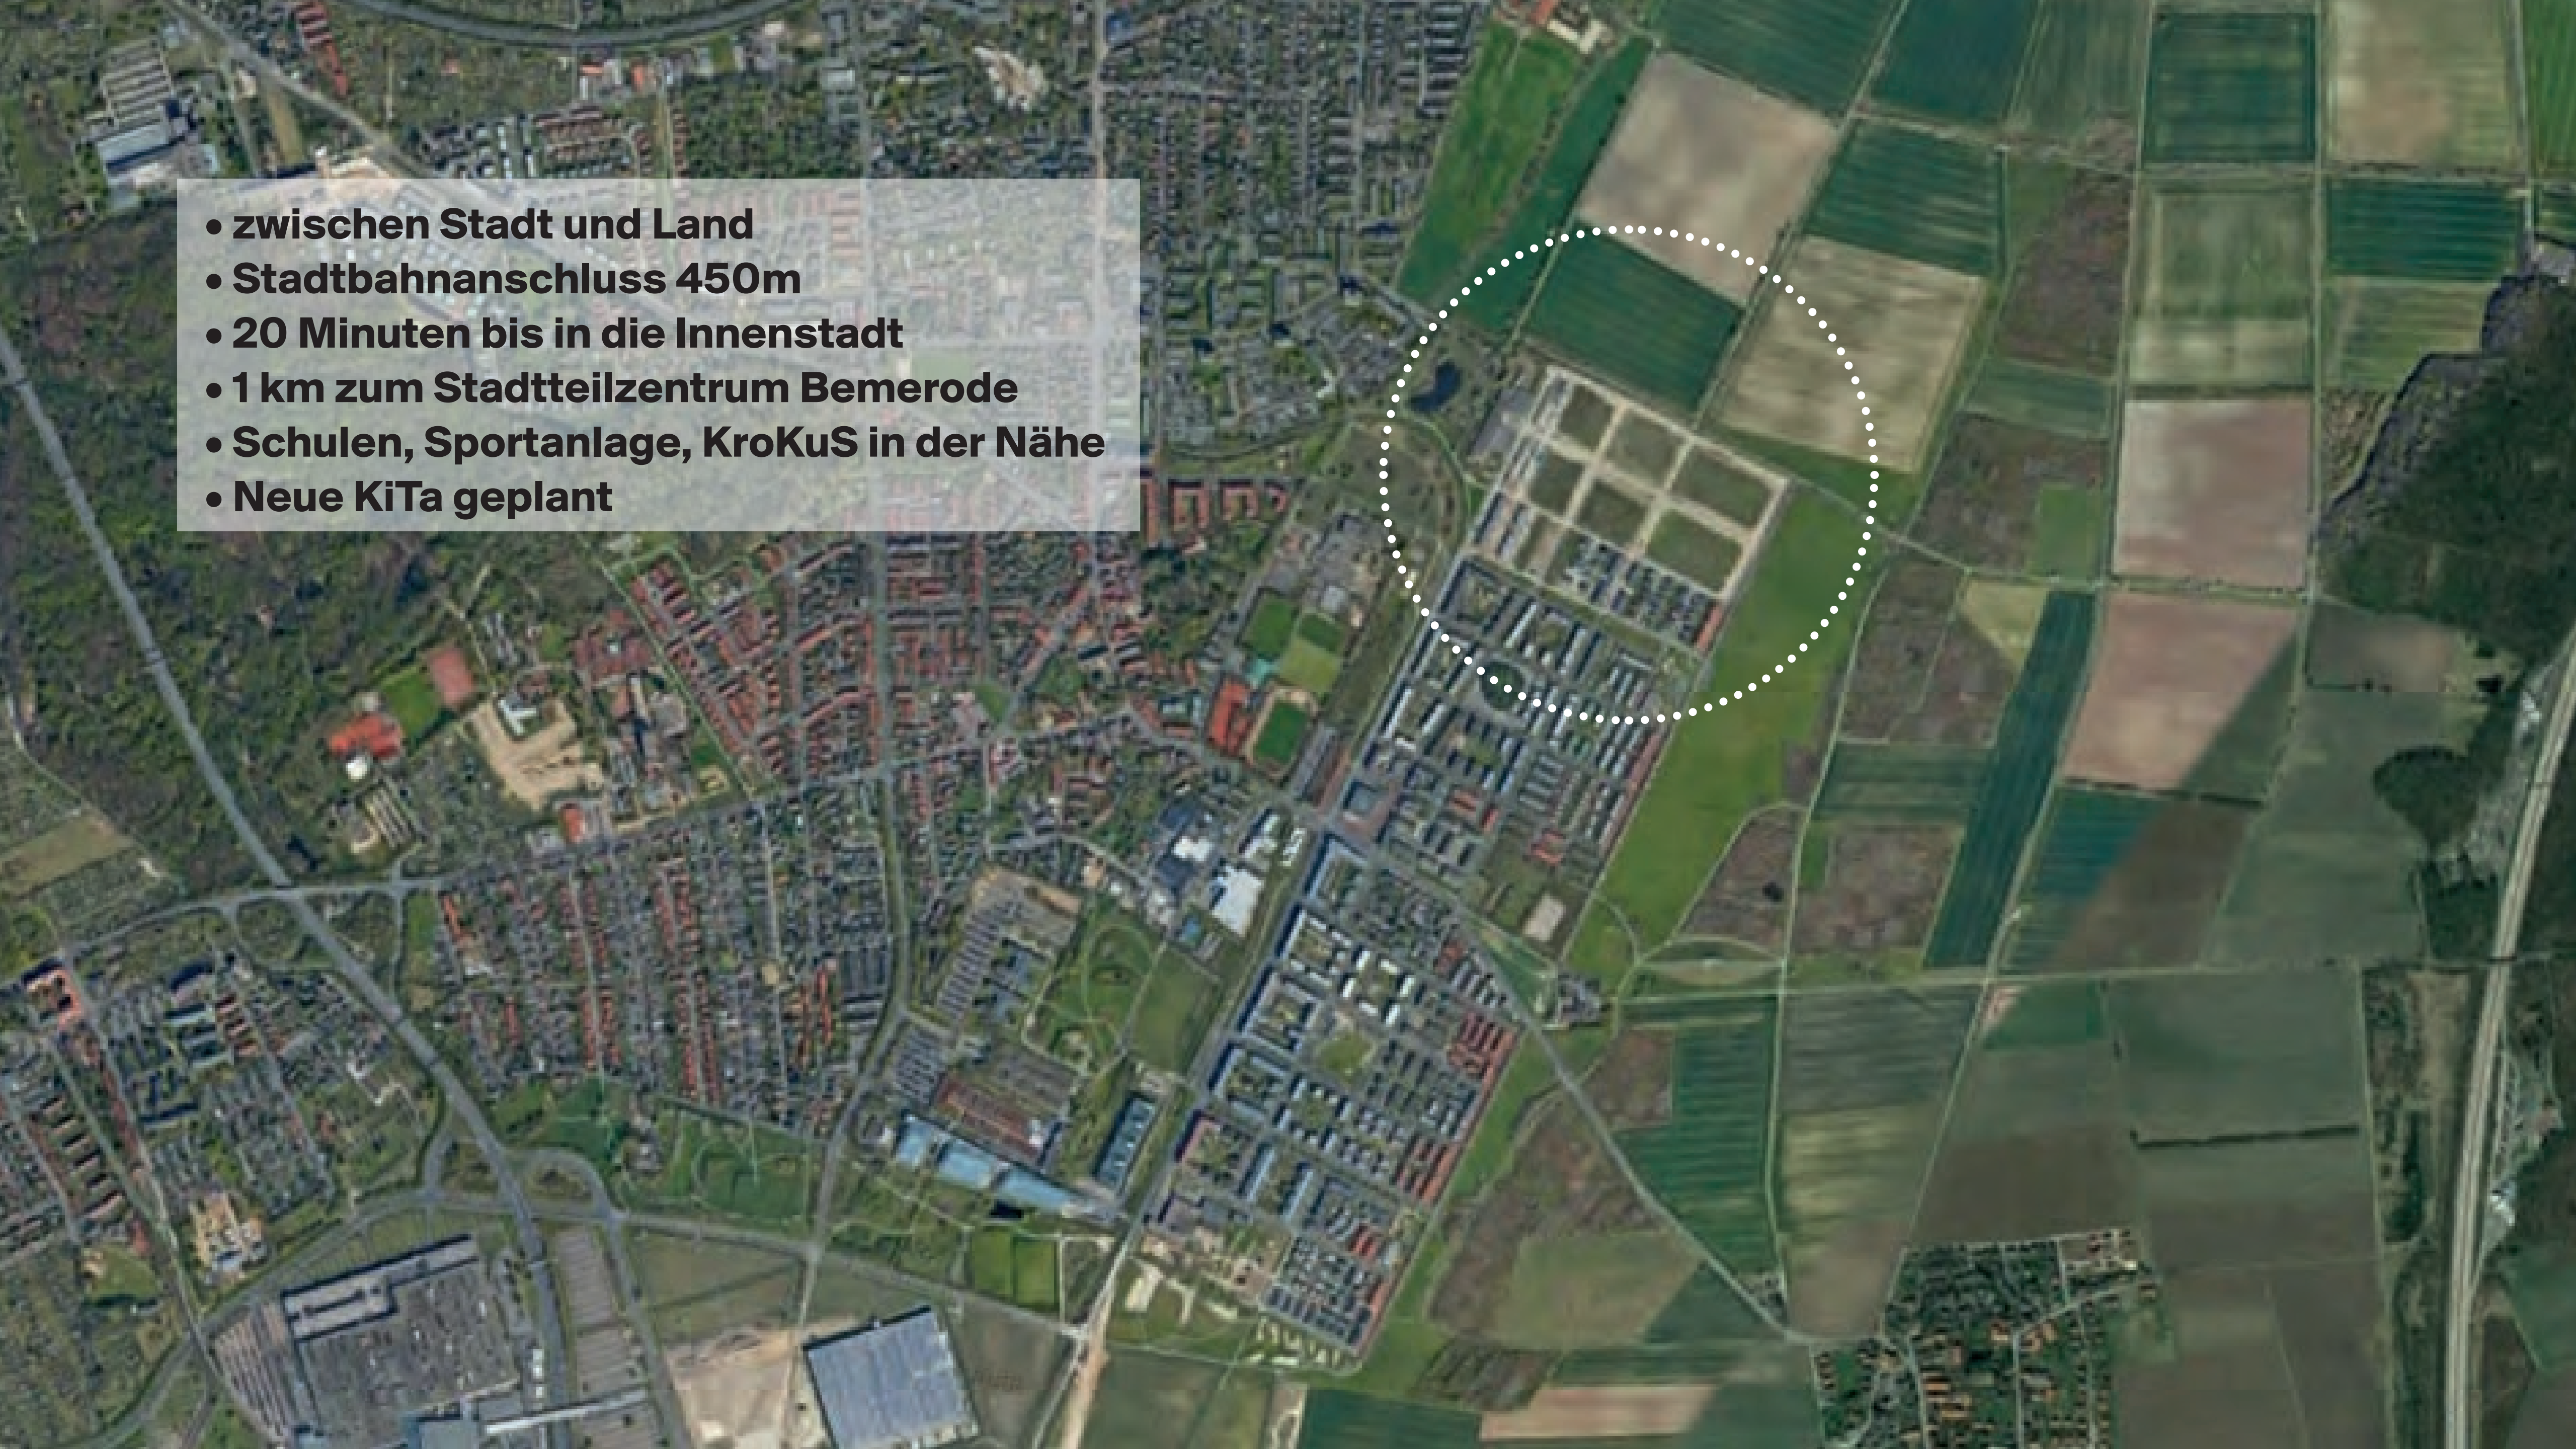 • zwischen Stadt und Land
• Stadtbahnanschluss 450m
• 20 Minuten bis in die Innenstadt
• 1 km zum Stadtteilzentrum Bemerode
• Schulen, Sportanlage, KroKuS in der Nähe
• Neue KiTa geplant